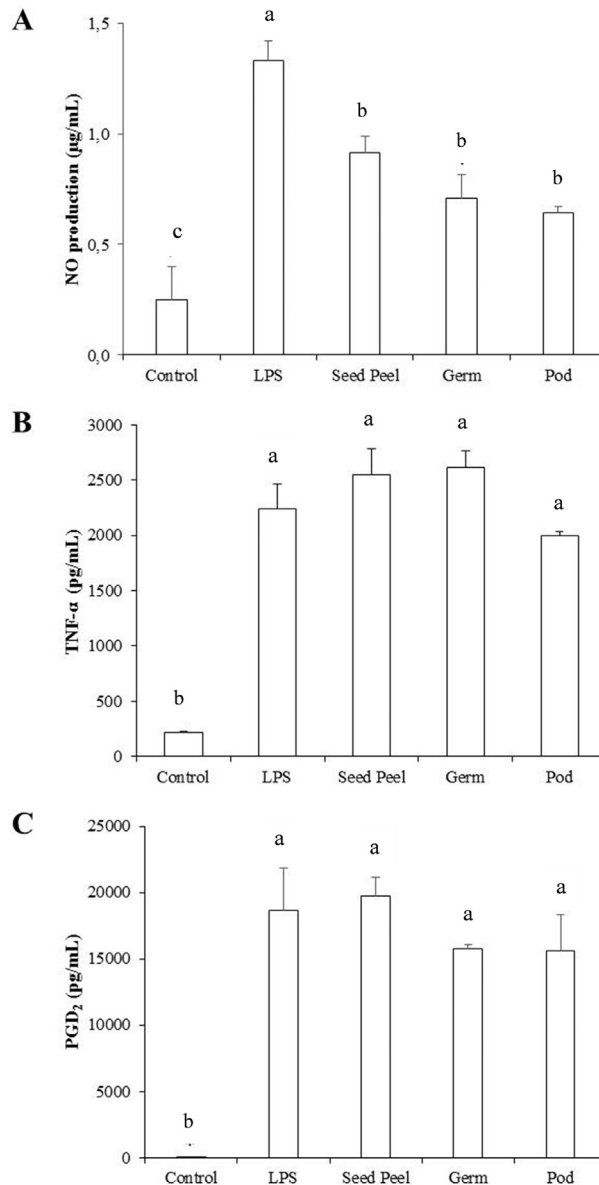 A
NO production (µg/mL)
1,5
1,0
0,5
0,0
a
b
b
b
c
Control LPS Seed Peel Germ Pod
B
TNF-α (pg/mL)
3000
2500
2000
1500
1000
500
0
a
a
a
a
b
Control LPS Seed Peel Germ Pod
C
PGD₂ (pg/mL)
25000
20000
15000
10000
5000
0
a
a
a
a
b
Control LPS Seed Peel Germ Pod